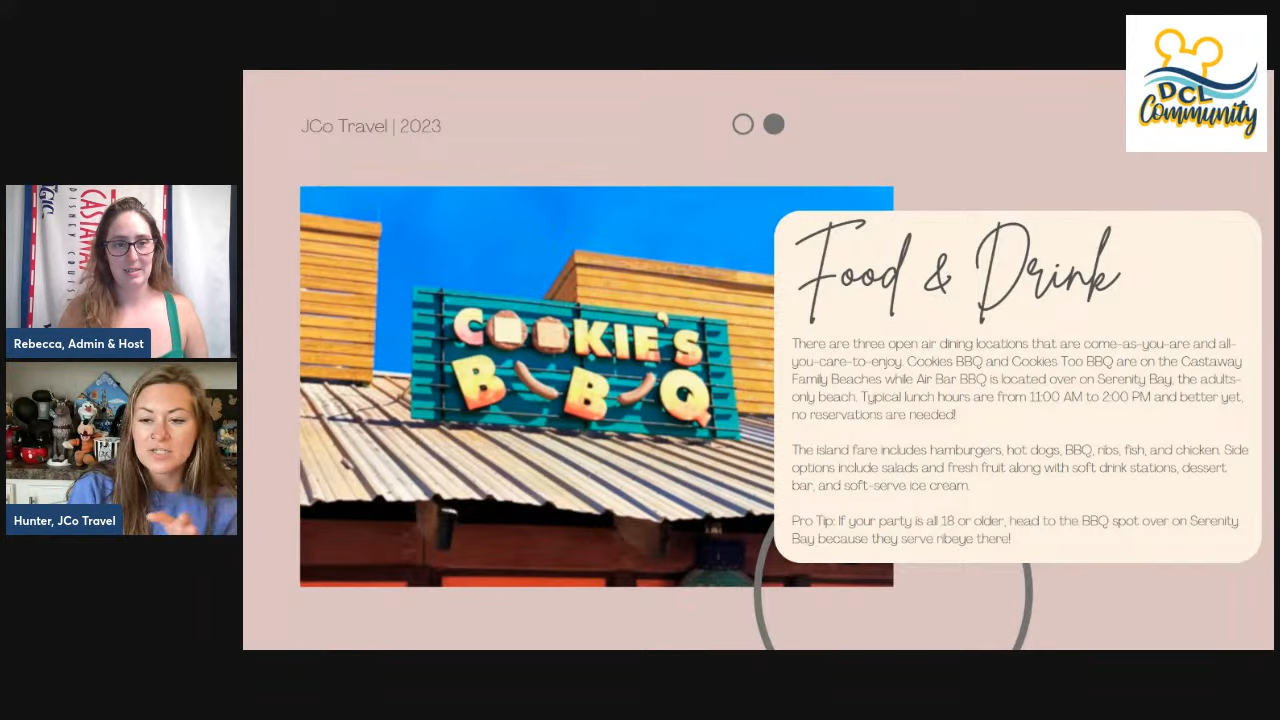 DCL
Community
JCo Travel | 2023
COOKIE'S
BBQ
Food & Drink
There are three open air dining locations that are come-as-you-are and all-
you-care-to-enjoy. Cookies BBQ and Cookies Too BBQ are on the Castaway
Family Beaches while Air Bar BBQ is located over on Serenity Bay, the adults-
only beach. Typical lunch hours are from 11:00 AM to 2:00 PM and better yet,
no reservations are needed!
The island fare includes hamburgers, hot dogs, BBQ, ribs, fish, and chicken. Side
options include salads and fresh fruit along with soft drink stations, dessert
bar, and soft-serve ice cream.
Pro Tip: If your party is all 18 or older, head to the BBQ spot over on Serenity
Bay because they serve ribeye there!
CASTAWA
DISNEY COUIS
GIC
Rebecca, Admin & Host
Hunter, JCo Travel